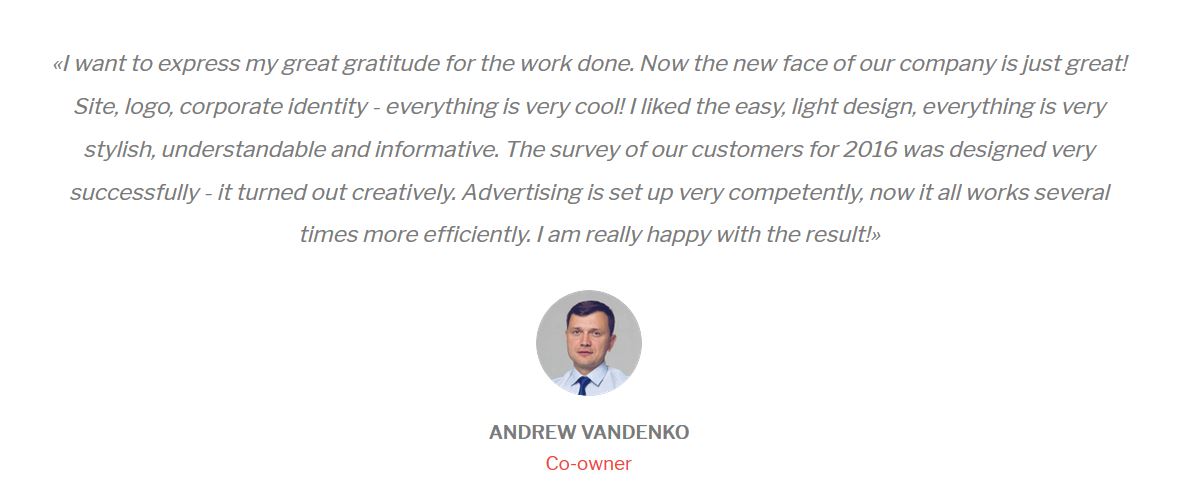 «I want to express my great gratitude for the work done. Now the new face of our company is just great!
Site, logo, corporate identity - everything is very cool! I liked the easy, light design, everything is very
stylish, understandable and informative. The survey of our customers for 2016 was designed very
successfully - it turned out creatively. Advertising is set up very competently, now it all works several
times more efficiently. I am really happy with the result!»
ANDREW VANDENKO
Co-owner